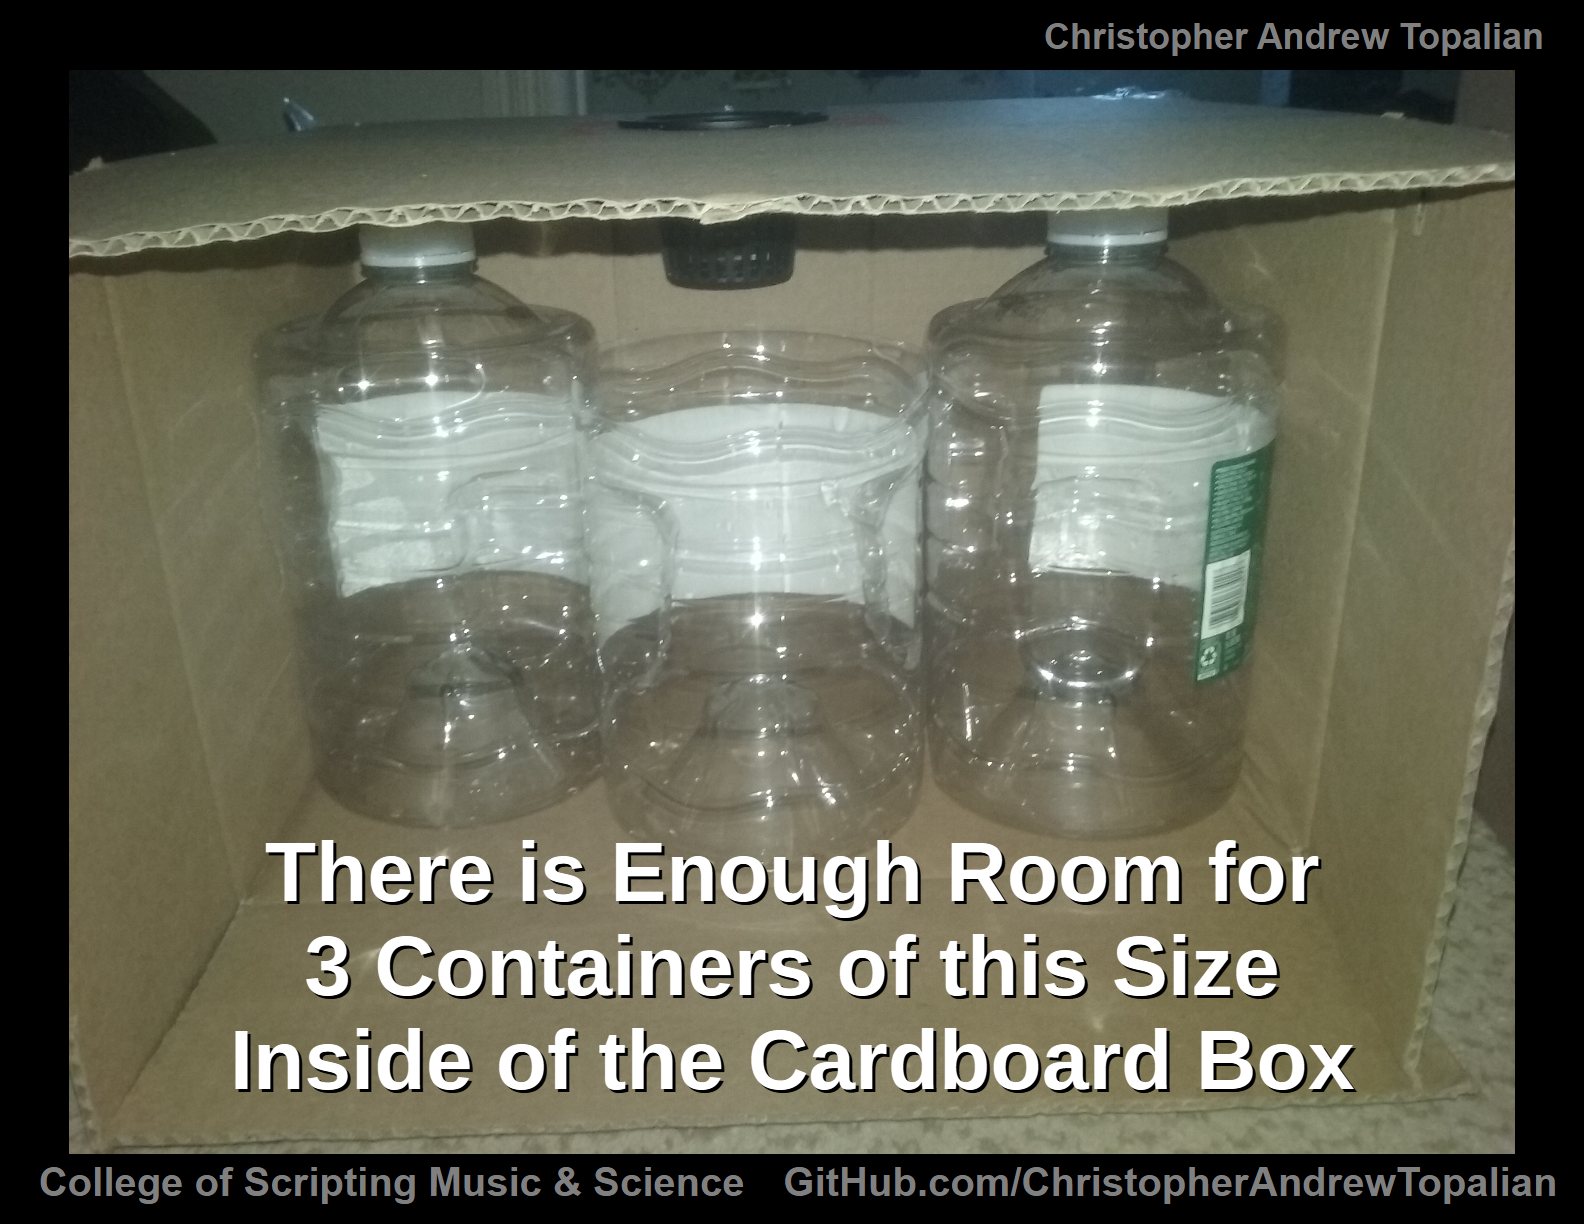 Christopher Andrew Topalian
There is Enough Room for
3 Containers of this Size
Inside of the Cardboard Box
College of Scripting Music & Science GitHub.com/ChristopherAndrewTopalian